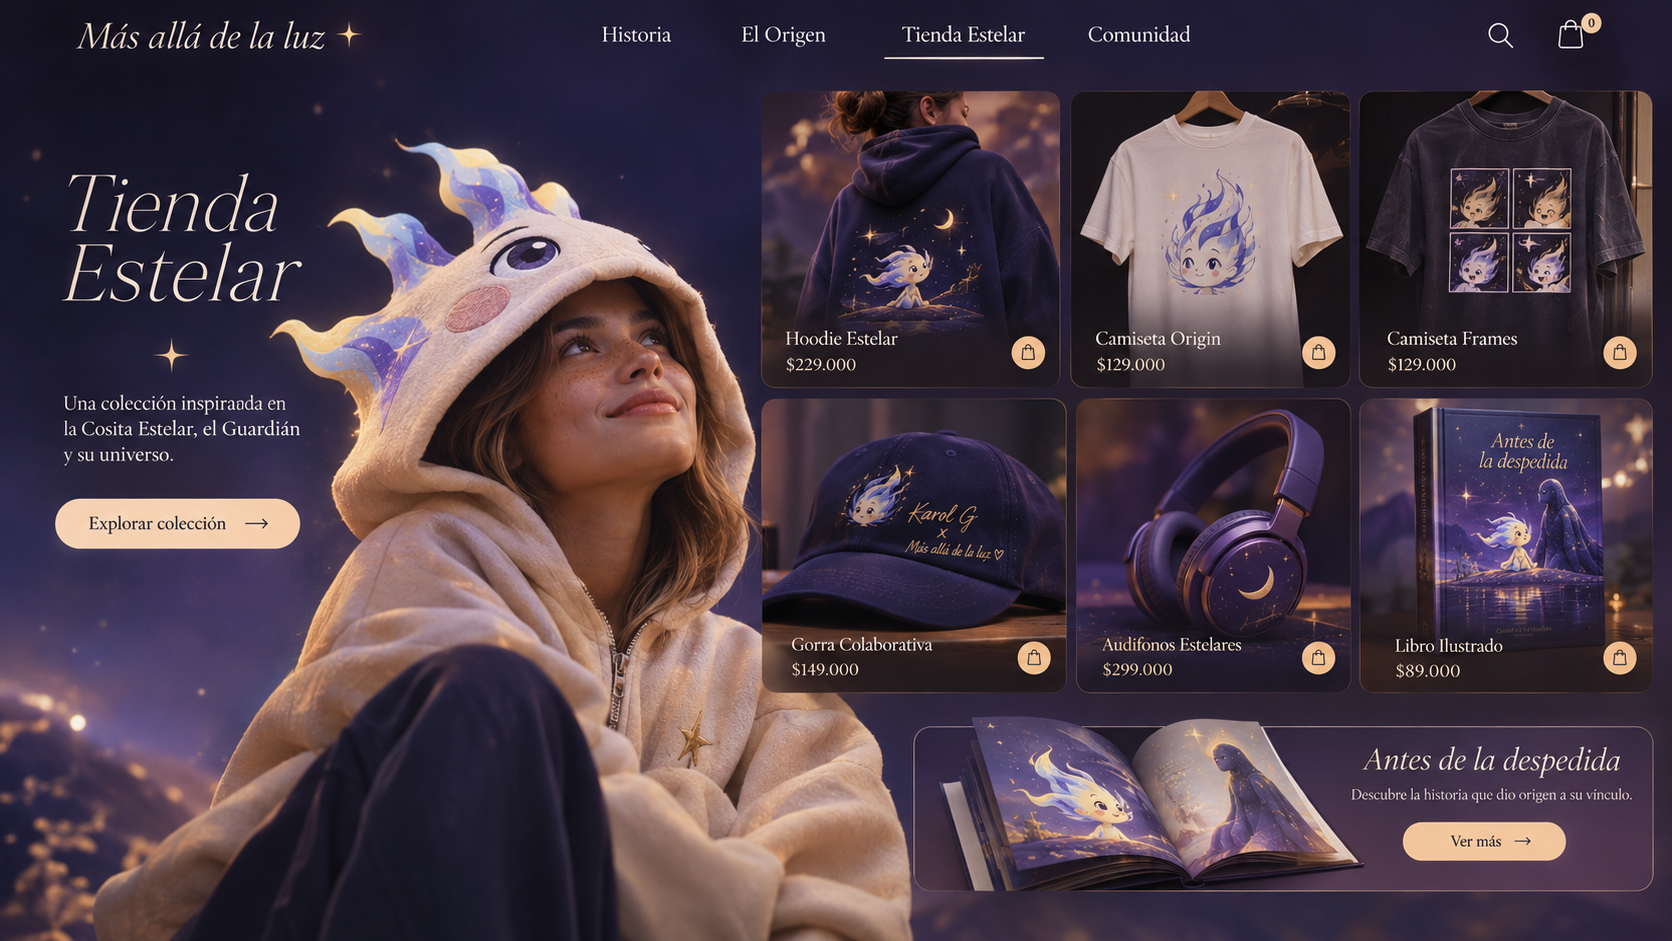 Más allá de la luz
Historia
El Origen
Tienda Estelar
Comunidad
0
Tienda
Estelar
Una colección inspiraada en
la Cosita Estelar, el Guardián
y su universo.
Explorar colección
Hoodie Estelar
$229.000
Camiseta Origin
$129.000
Camiseta Frames
$129.000
Karol G
x
Más allá de la luz
Gorra Colaborativa
$149.000
Audífonos Estelares
$299.000
Antes de
la despedida
Libro Ilustrado
$89.000
Antes de la despedida
Descubre la historia que dio origen a su vínculo.
Ver más